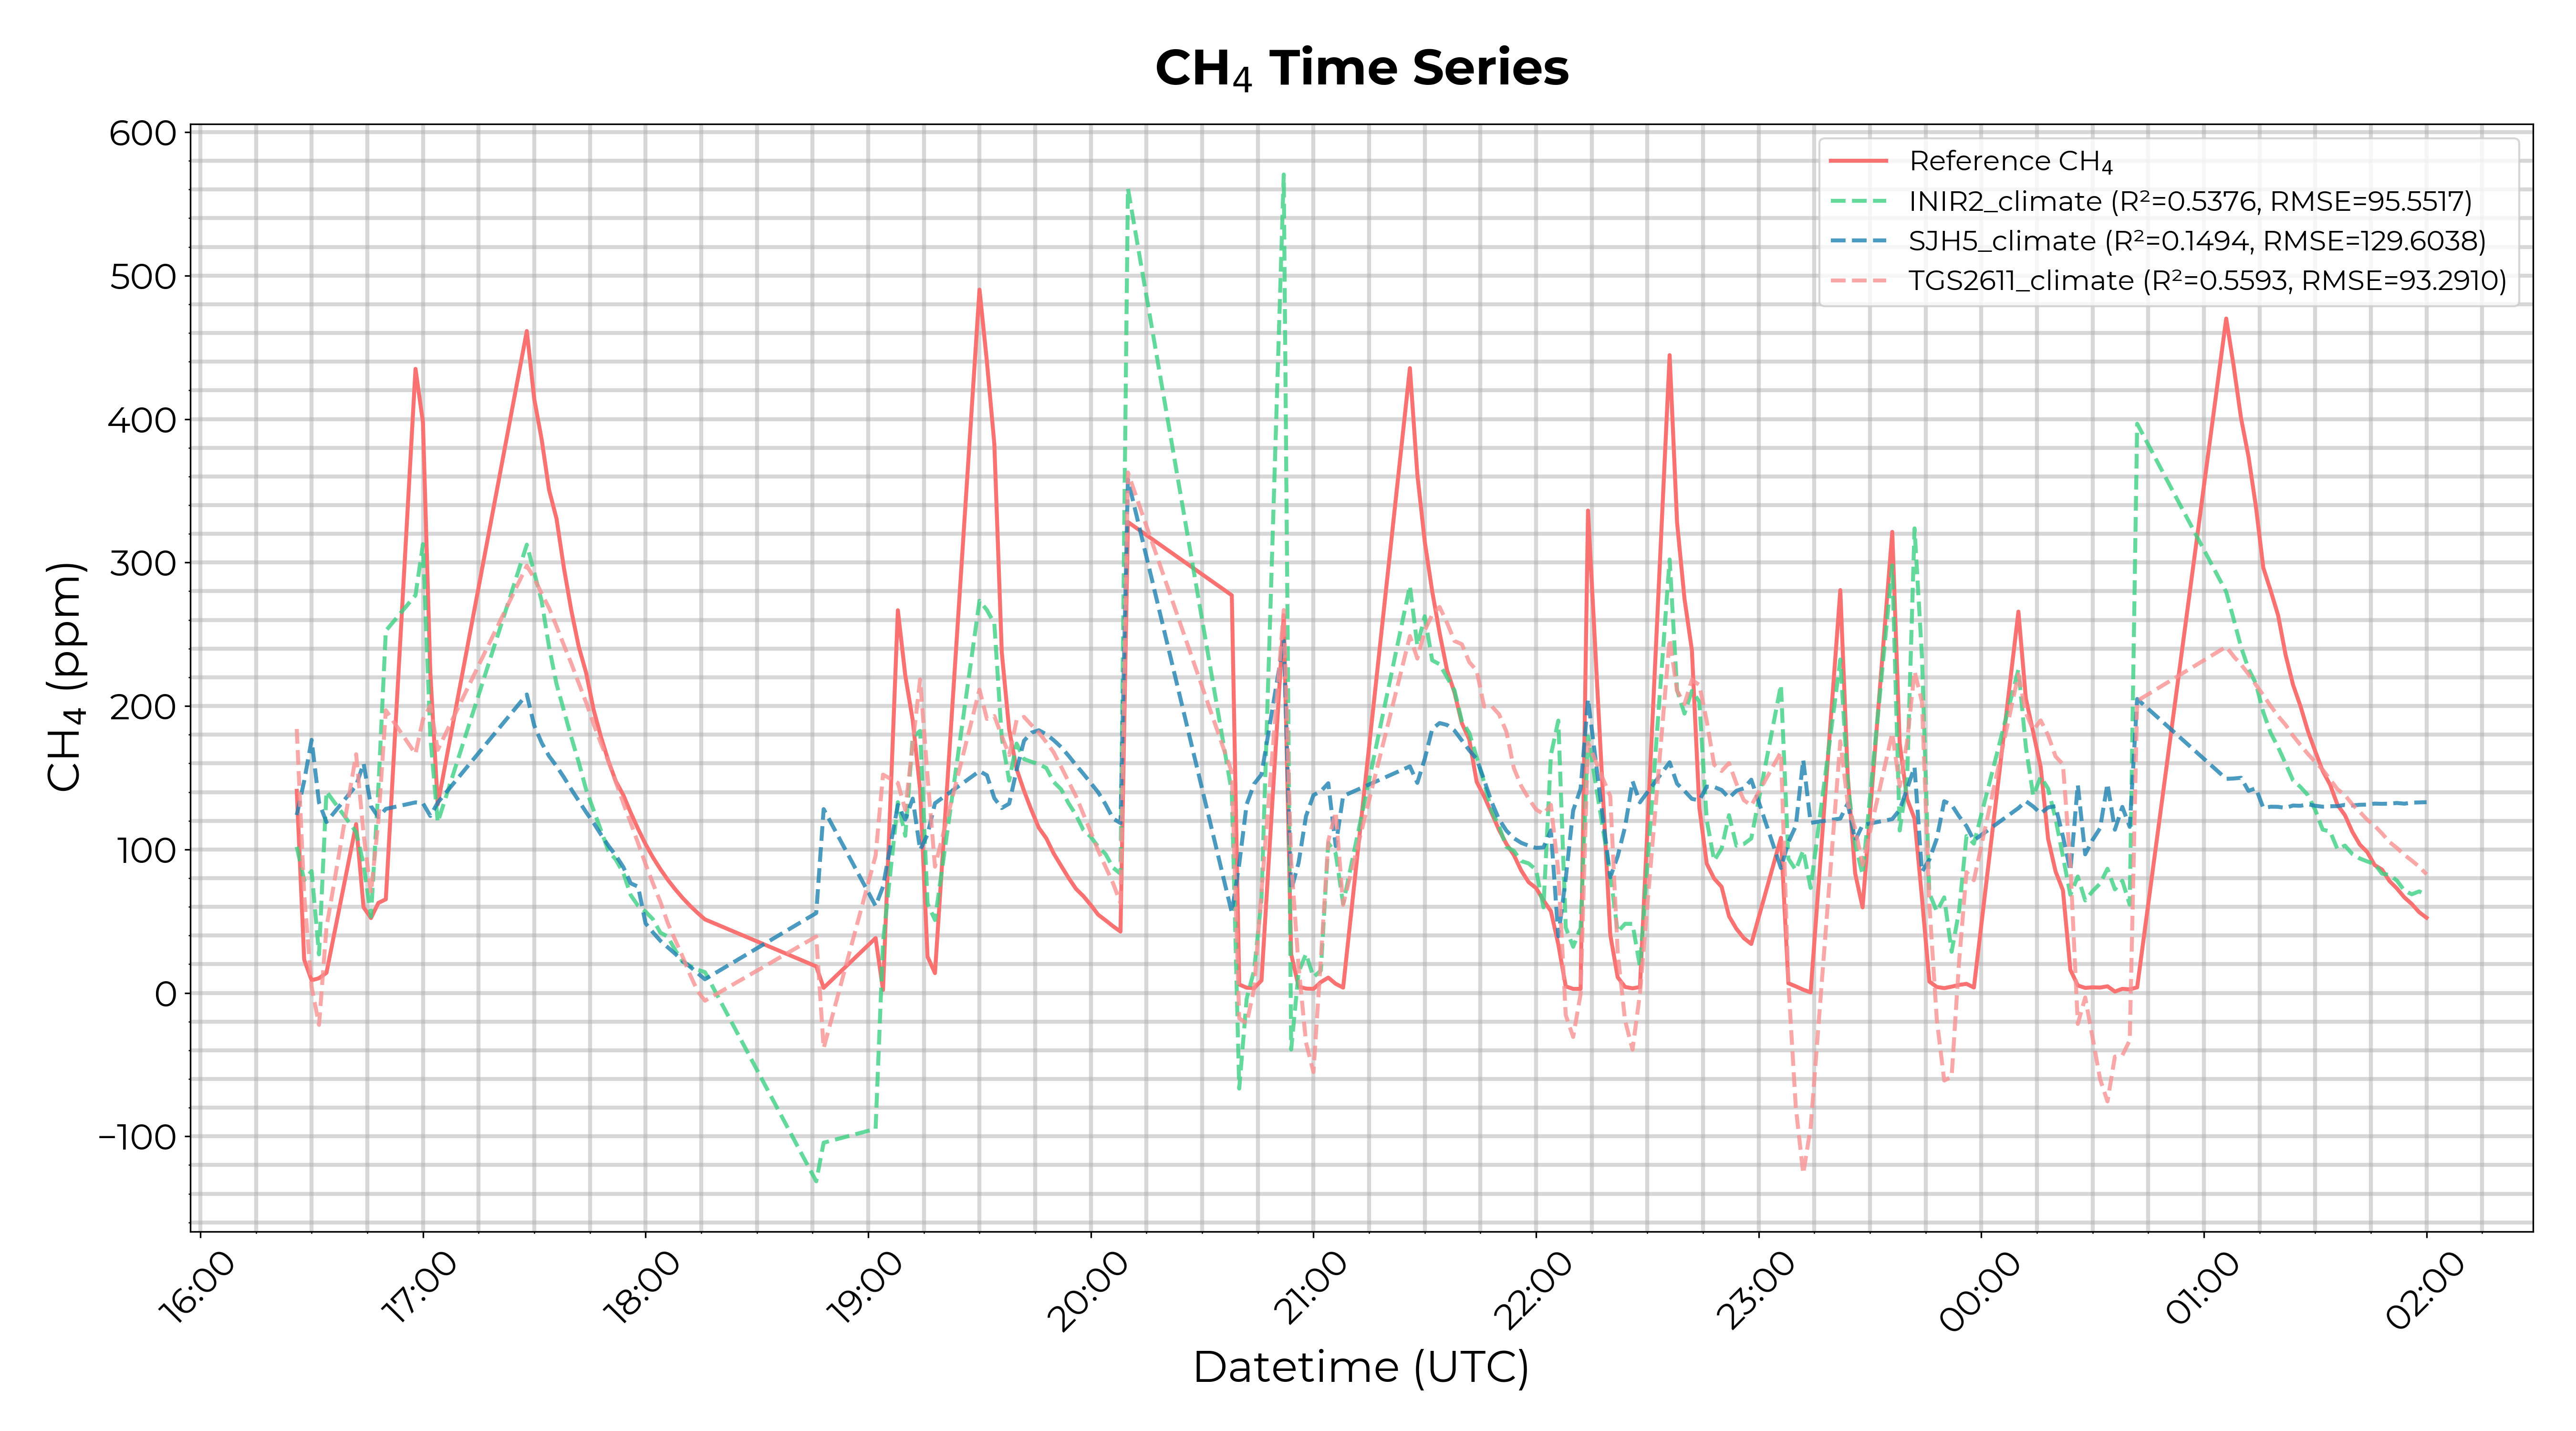 CH₄ Time Series
600
500
400
300
200
100
0
−100
CH₄ (ppm)
Reference CH₄
INIR2_climate (R²=0.5376, RMSE=95.5517)
SJH5_climate (R²=0.1494, RMSE=129.6038)
TGS2611_climate (R²=0.5593, RMSE=93.2910)
16:00 17:00 18:00 19:00 20:00 21:00 22:00 23:00 00:00 01:00 02:00
Datetime (UTC)